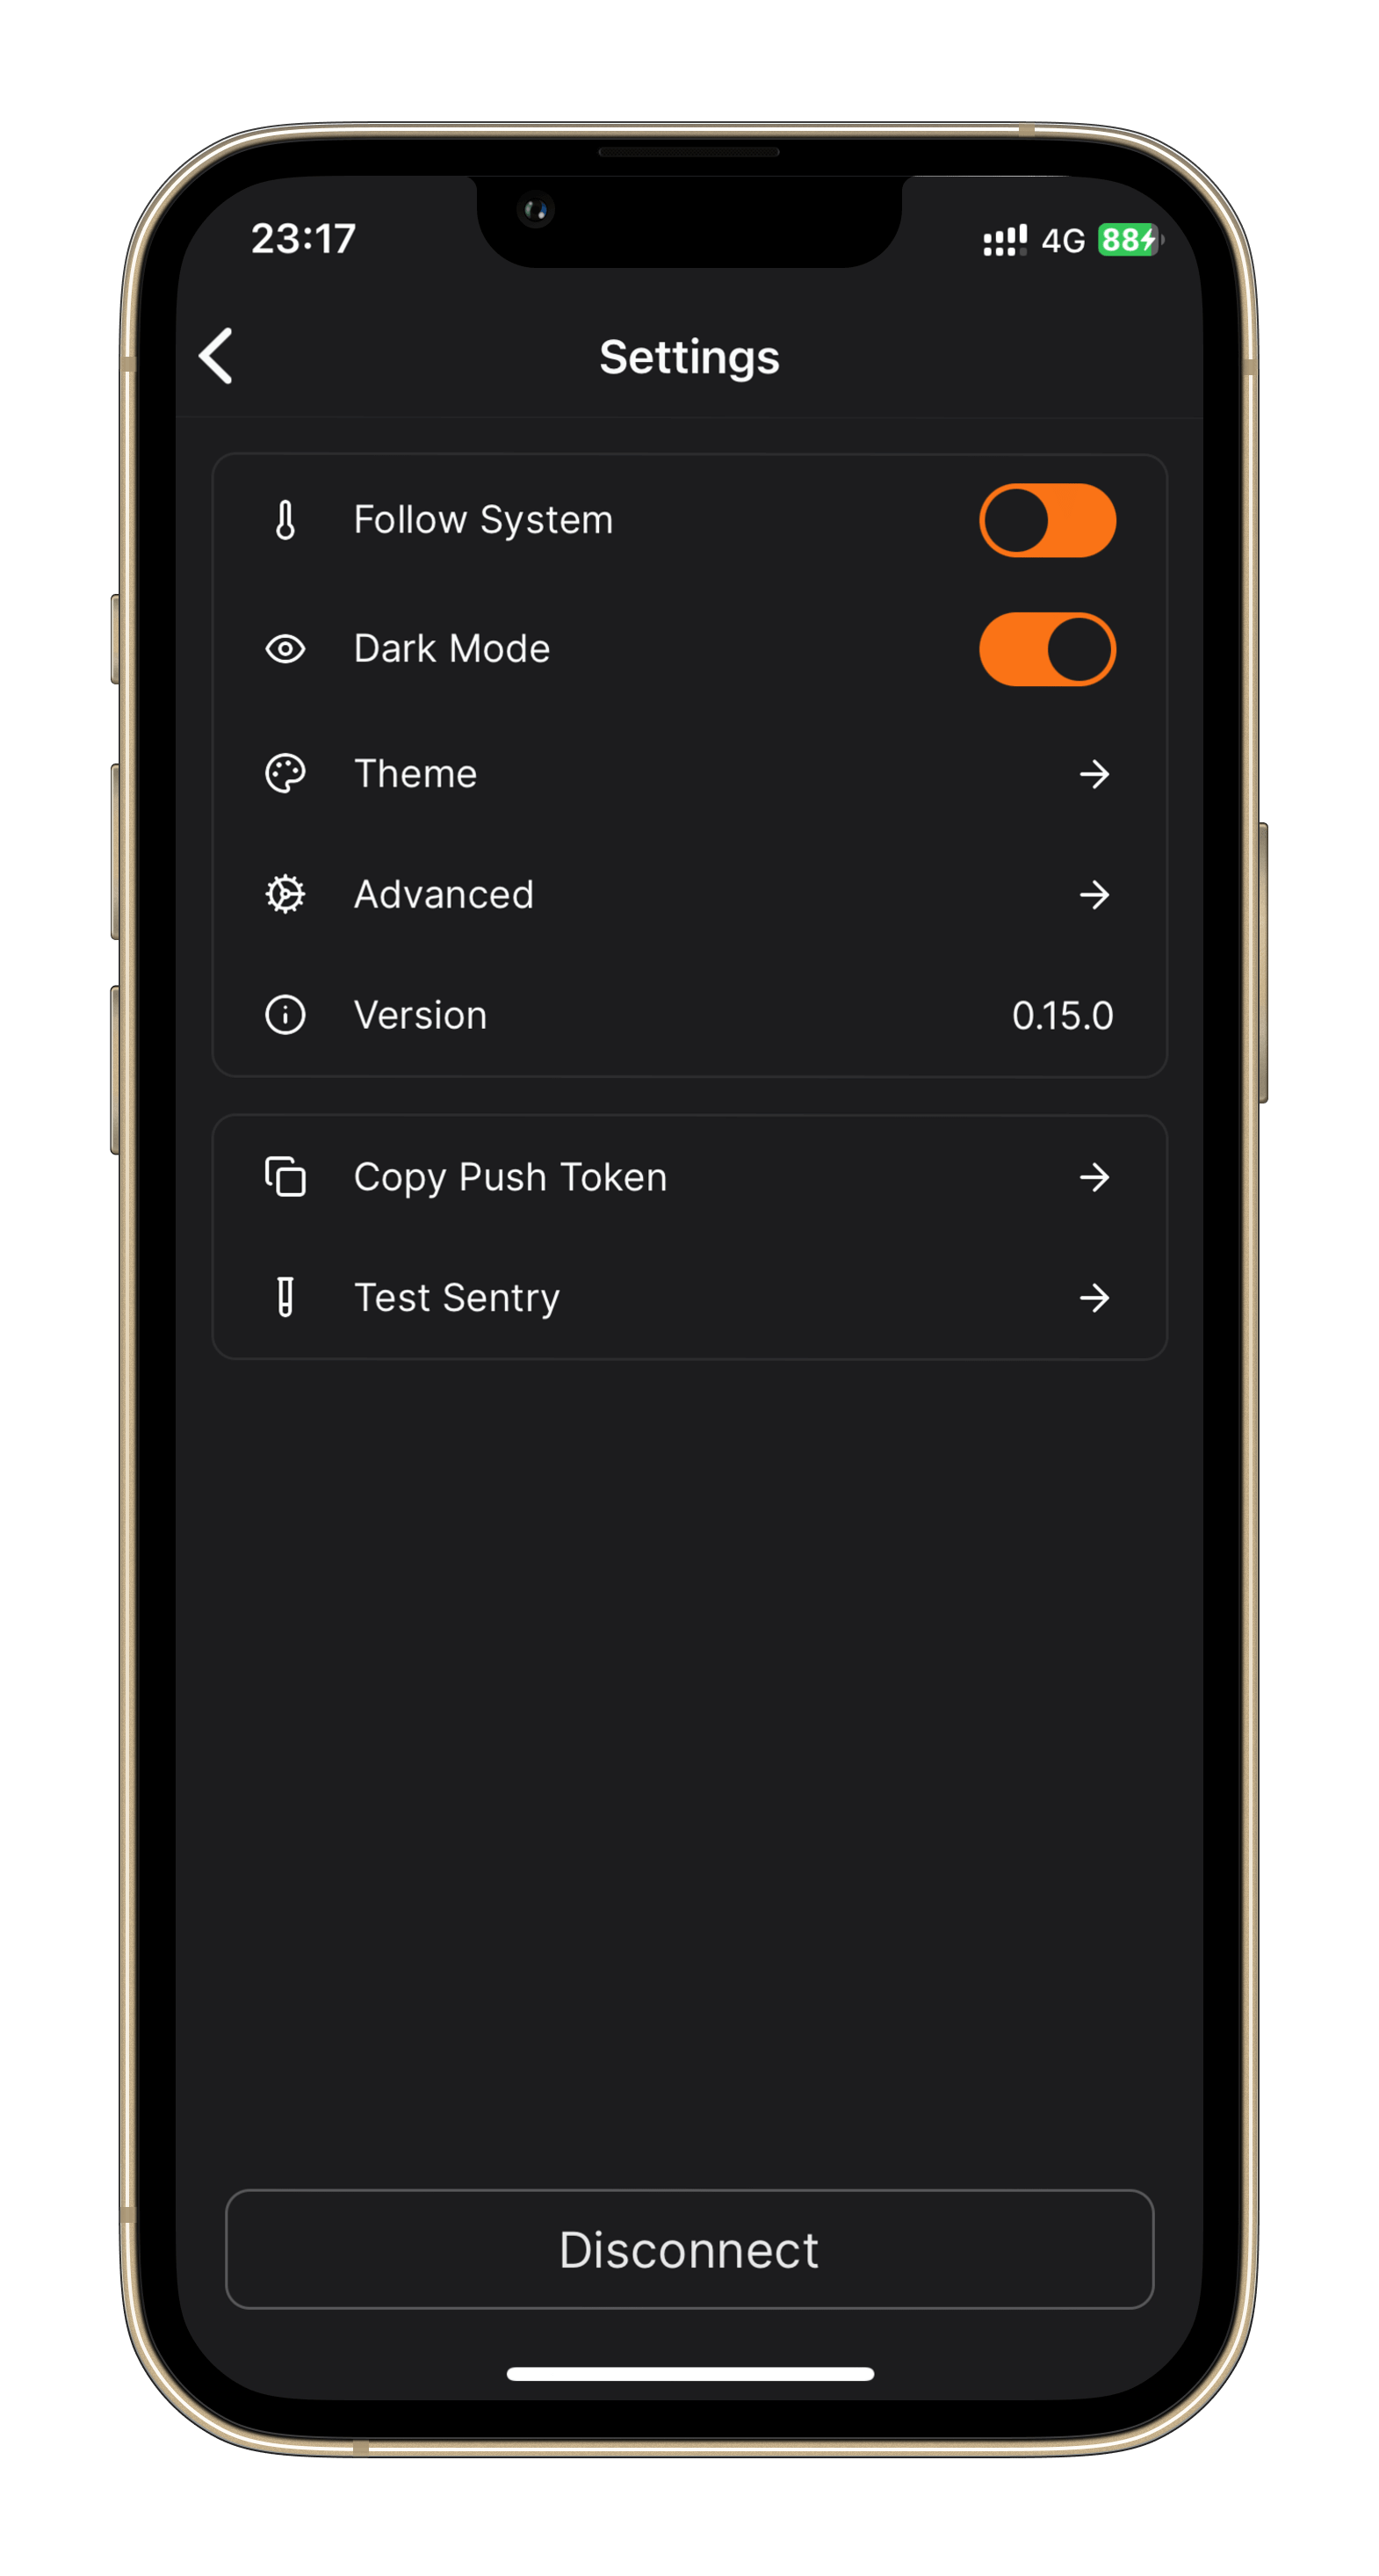 23:17
4G 88
Settings
Follow System
Dark Mode
Theme
Advanced
Version 0.15.0
Copy Push Token
Test Sentry
Disconnect